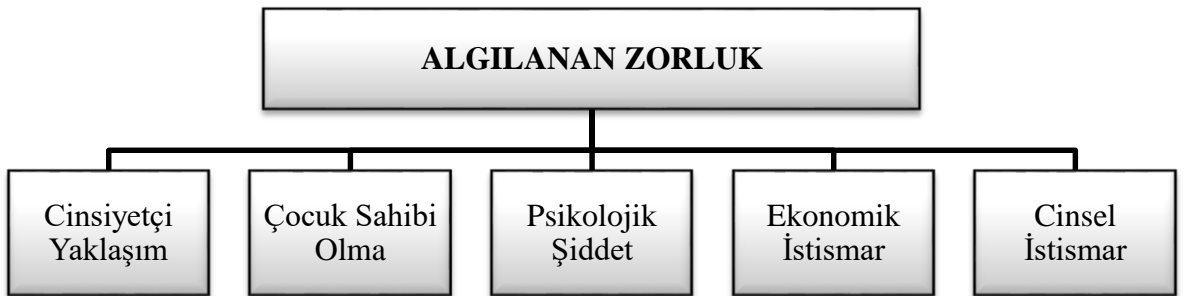 ALGILANAN ZORLUK
Cinsiyetçi
Yaklaşım
Çocuk Sahibi
Olma
Psikolojik
Şiddet
Ekonomik
İstismar
Cinsel
İstismar